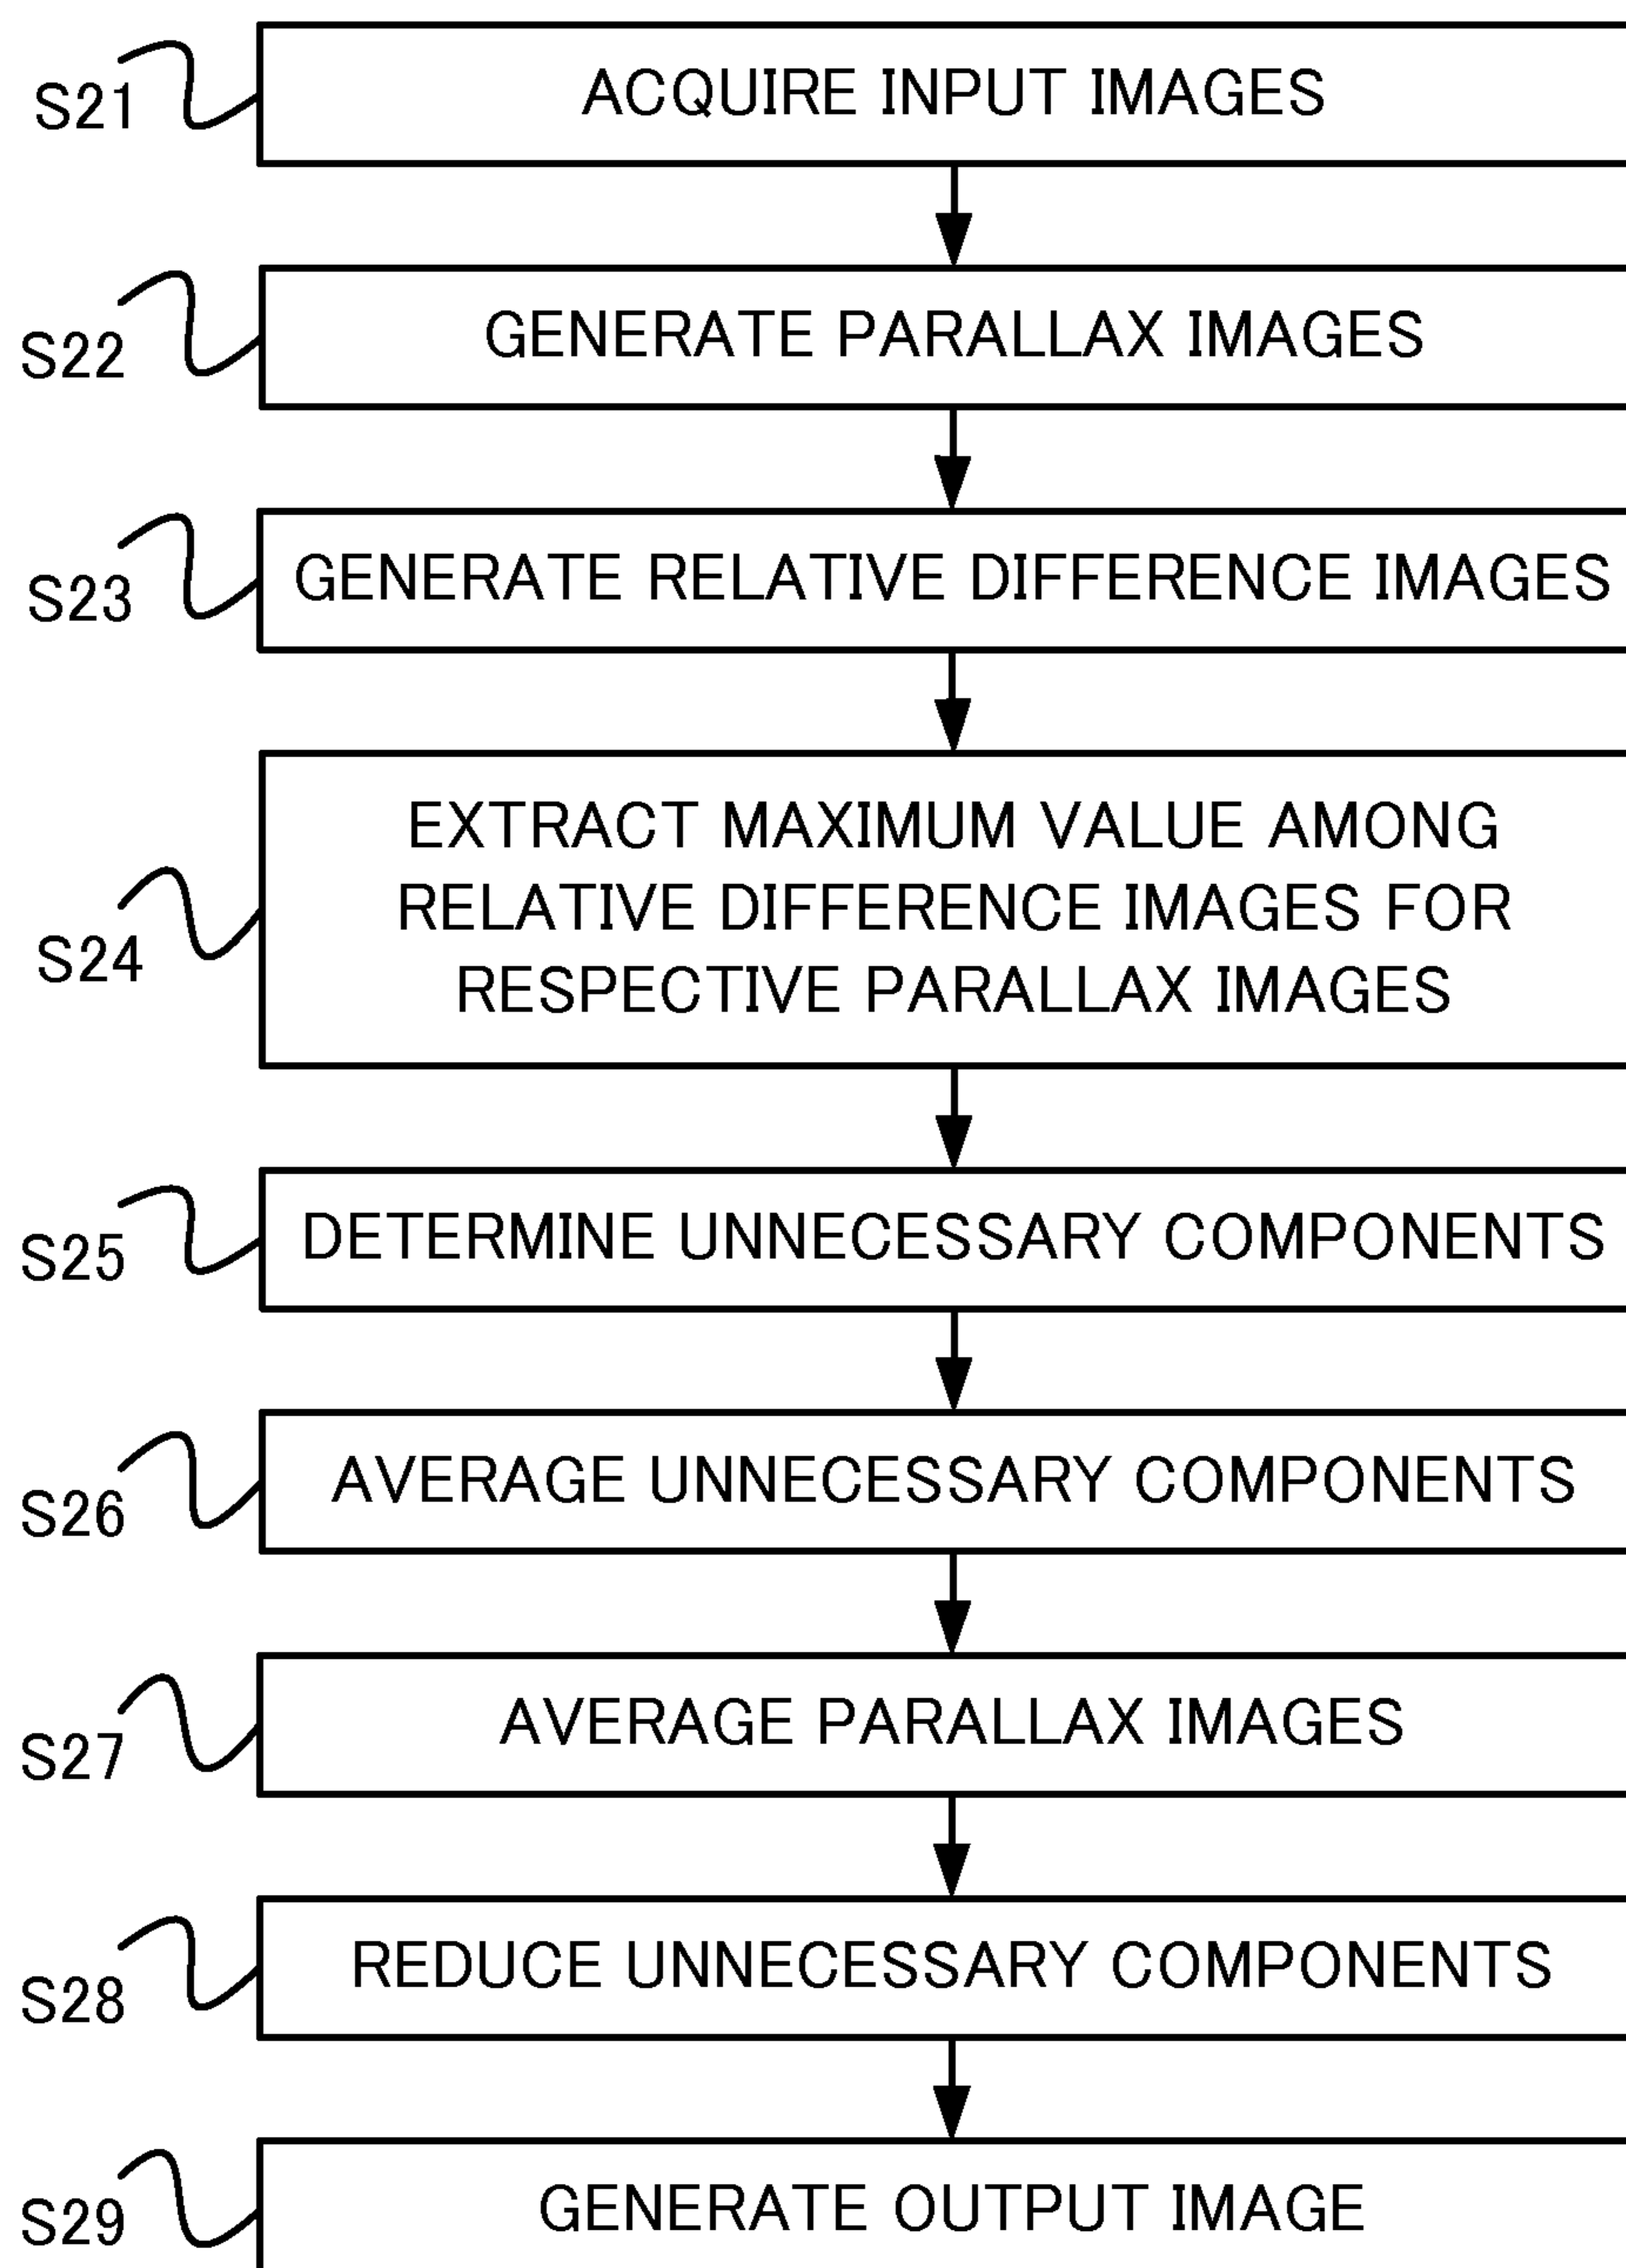 S21
ACQUIRE INPUT IMAGES
S22
GENERATE PARALLAX IMAGES
S23
GENERATE RELATIVE DIFFERENCE IMAGES
S24
EXTRACT MAXIMUM VALUE AMONG
RELATIVE DIFFERENCE IMAGES FOR
RESPECTIVE PARALLAX IMAGES
S25
DETERMINE UNNECESSARY COMPONENTS
S26
AVERAGE UNNECESSARY COMPONENTS
S27
AVERAGE PARALLAX IMAGES
S28
REDUCE UNNECESSARY COMPONENTS
S29
GENERATE OUTPUT IMAGE